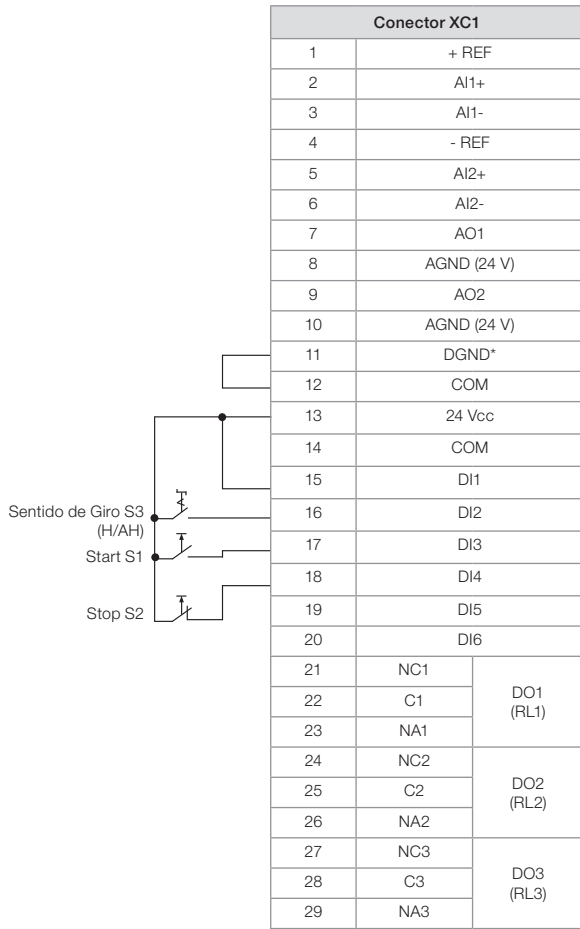 Conector XC1
1 + REF
2 AI1+
3 AI1-
4 - REF
5 AI2+
6 AI2-
7 AO1
8 AGND (24 V)
9 AO2
10 AGND (24 V)
11 DGND*
12 COM
13 24 Vcc
14 COM
15 DI1
Sentido de Giro S3
(H/AH)
16 DI2
Start S1
17 DI3
18 DI4
Stop S2
19 DI5
20 DI6
21 NC1
22 C1
23 NA1
DO1
(RL1)
24 NC2
25 C2
26 NA2
DO2
(RL2)
27 NC3
28 C3
29 NA3
DO3
(RL3)